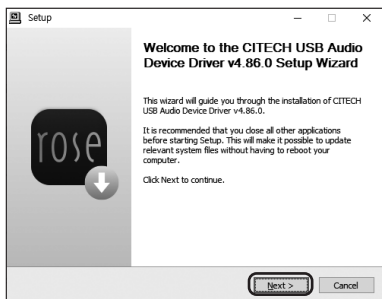 Setup
Welcome to the CITECH USB Audio
Device Driver v4.86.0 Setup Wizard
This wizard will guide you through the installation of CITECH
USB Audio Device Driver v4.86.0.
It is recommended that you close all other applications
before starting Setup. This will make it possible to update
relevant system files without having to reboot your
computer.
Click Next to continue.
rose
Next >
Cancel